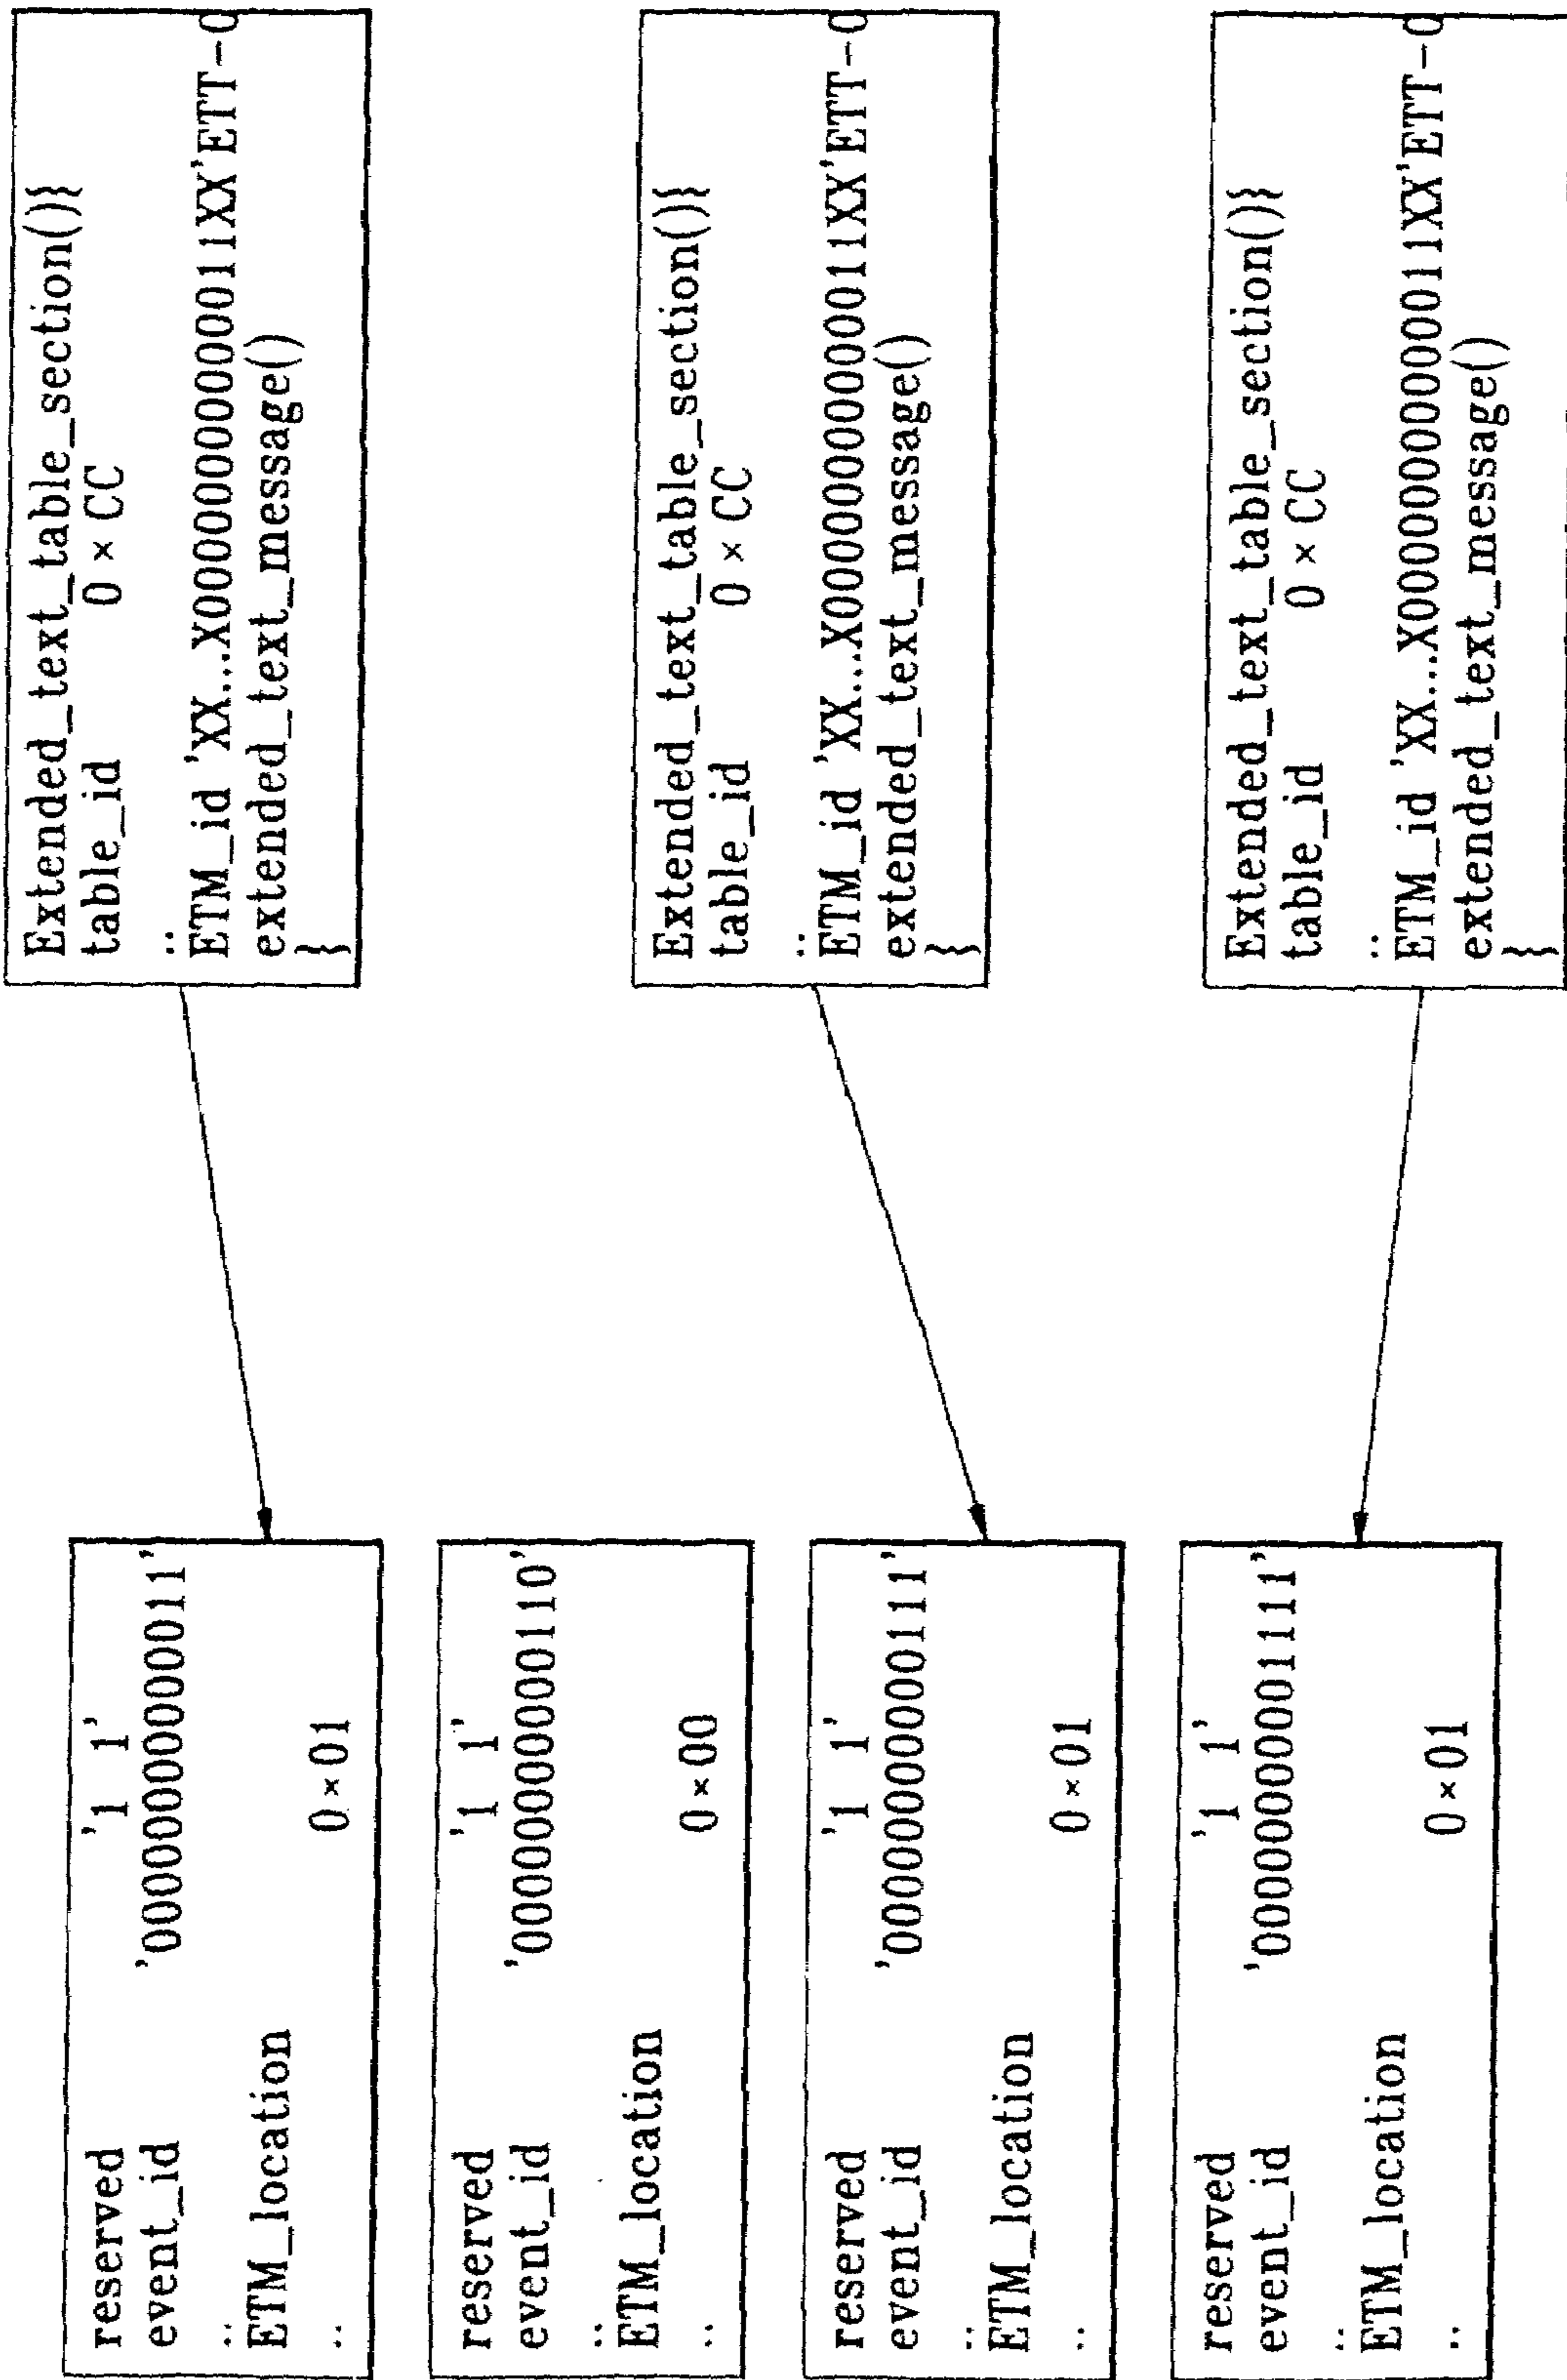 reserved '1 1'
event_id '00000000000011'
:
ETM_location
: 0×01
reserved '1 1'
event_id '00000000000110'
:
ETM_location
: 0×00
reserved '1 1'
event_id '00000000000111'
:
ETM_location
: 0×01
reserved '1 1'
event_id '00000000001111'
:
ETM_location
: 0×01
Extended_text_table_section(){
table_id 0×CC
:
ETM_id 'XX...X000000000011XX'ETT-0
extended_text_message()
}
Extended_text_table_section(){
table_id 0×CC
:
ETM_id 'XX...X000000000011XX'ETT-0
extended_text_message()
}
Extended_text_table_section(){
table_id 0×CC
:
ETM_id 'XX...X000000000011XX'ETT-0
extended_text_message()
}